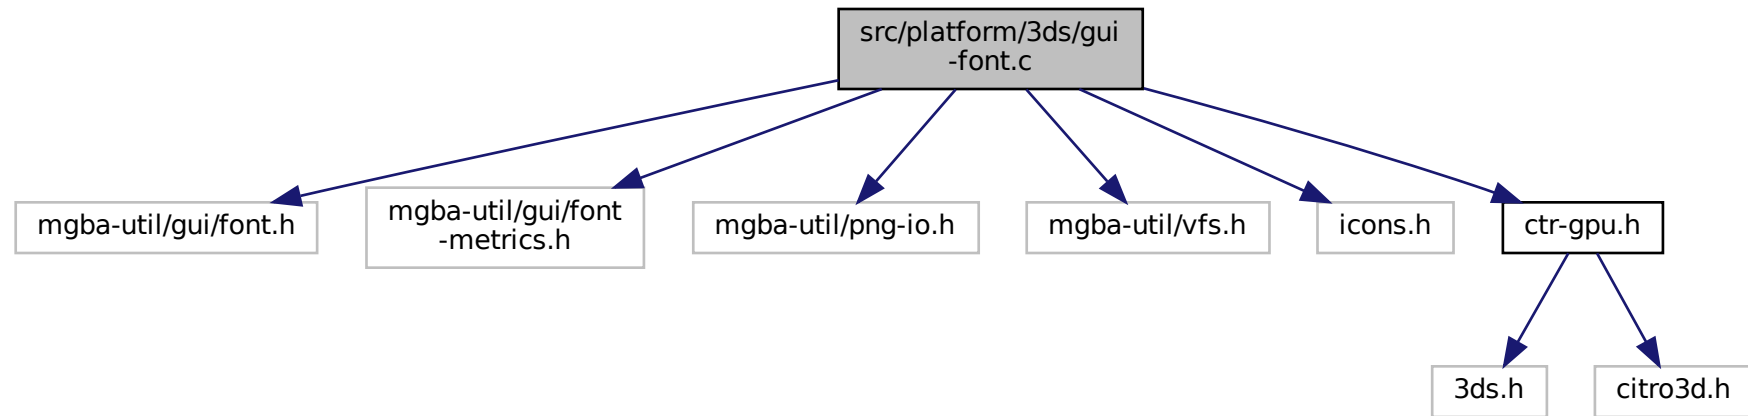 src/platform/3ds/gui
-font.c
mgba-util/gui/font.h
mgba-util/gui/font
-metrics.h
mgba-util/png-io.h
mgba-util/vfs.h
icons.h
ctr-gpu.h
3ds.h
citro3d.h